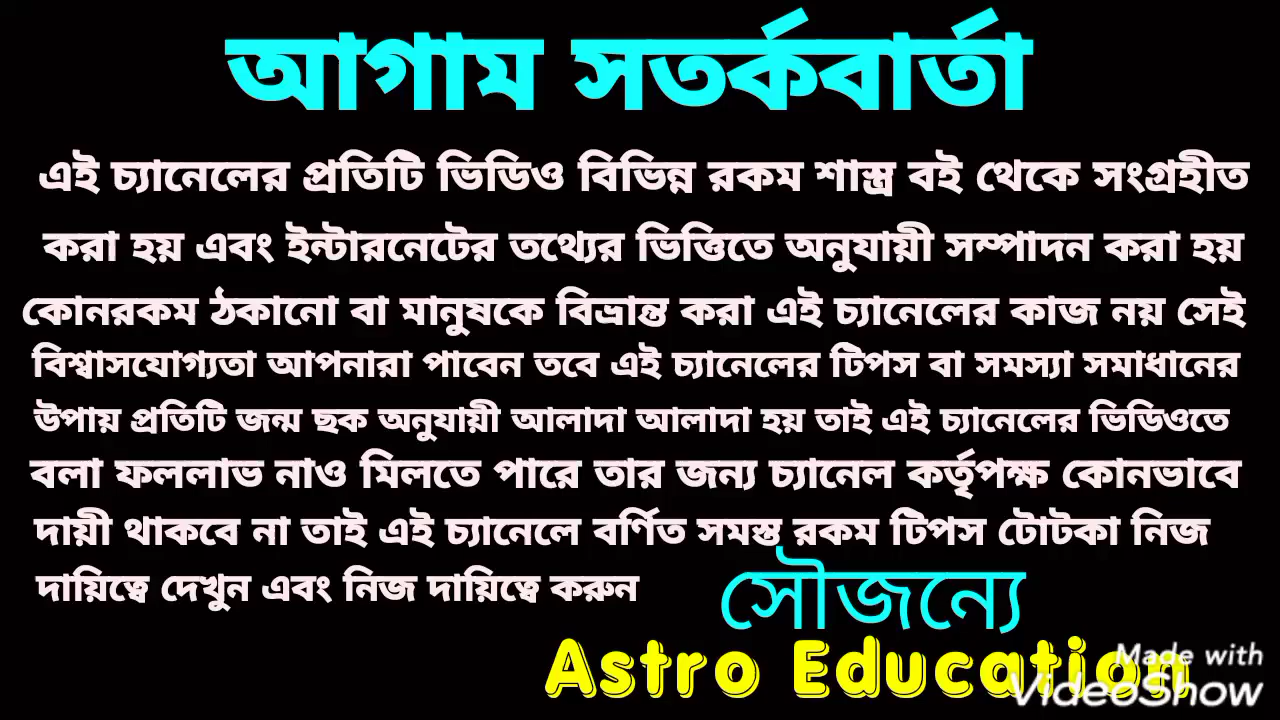 আগাম সতর্কবার্তা
এই চ্যানেলের প্রতিটি ভিডিও বিভিন্ন রকম শাস্ত্র বই থেকে সংগ্রহীত
করা হয় এবং ইন্টারনেটের তথ্যের ভিত্তিতে অনুযায়ী সম্পাদন করা হয়
কোনরকম ঠকানো বা মানুষকে বিভ্রান্ত করা এই চ্যানেলের কাজ নয় সেই
বিশ্বাসযোগ্যতা আপনারা পাবেন তবে এই চ্যানেলের টিপস বা সমস্যা সমাধানের
উপায় প্রতিটি জন্ম ছক অনুযায়ী আলাদা আলাদা হয় তাই এই চ্যানেলের ভিডিওতে
বলা ফললাভ নাও মিলতে পারে তার জন্য চ্যানেল কর্তৃপক্ষ কোনভাবে
দায়ী থাকবে না তাই এই চ্যানেলে বর্ণিত সমস্ত রকম টিপস টোটকা নিজ
দায়িত্বে দেখুন এবং নিজ দায়িত্বে করুন
সৌজন্যে
Astro Education
Made with
VideoShow